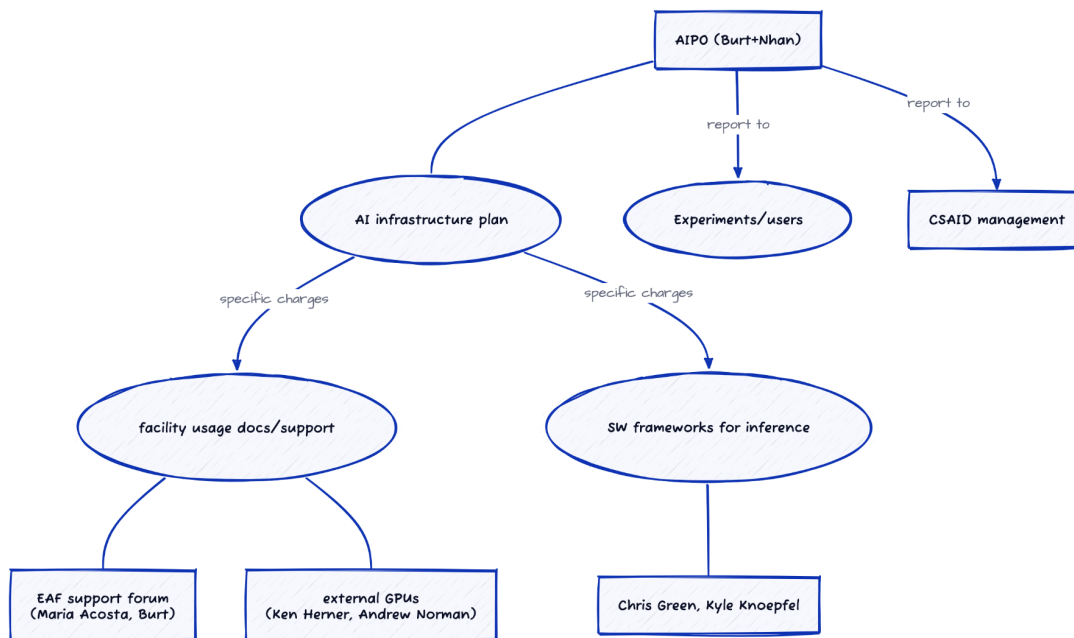 AIPO (Burt+Nhan)
report to
report to
AI infrastructure plan
Experiments/users
CSAID management
specific charges
specific charges
facility usage docs/support
SW frameworks for inference
EAF support forum
(Maria Acosta, Burt)
external GPUs
(Ken Herner, Andrew Norman)
Chris Green, Kyle Knoepfel